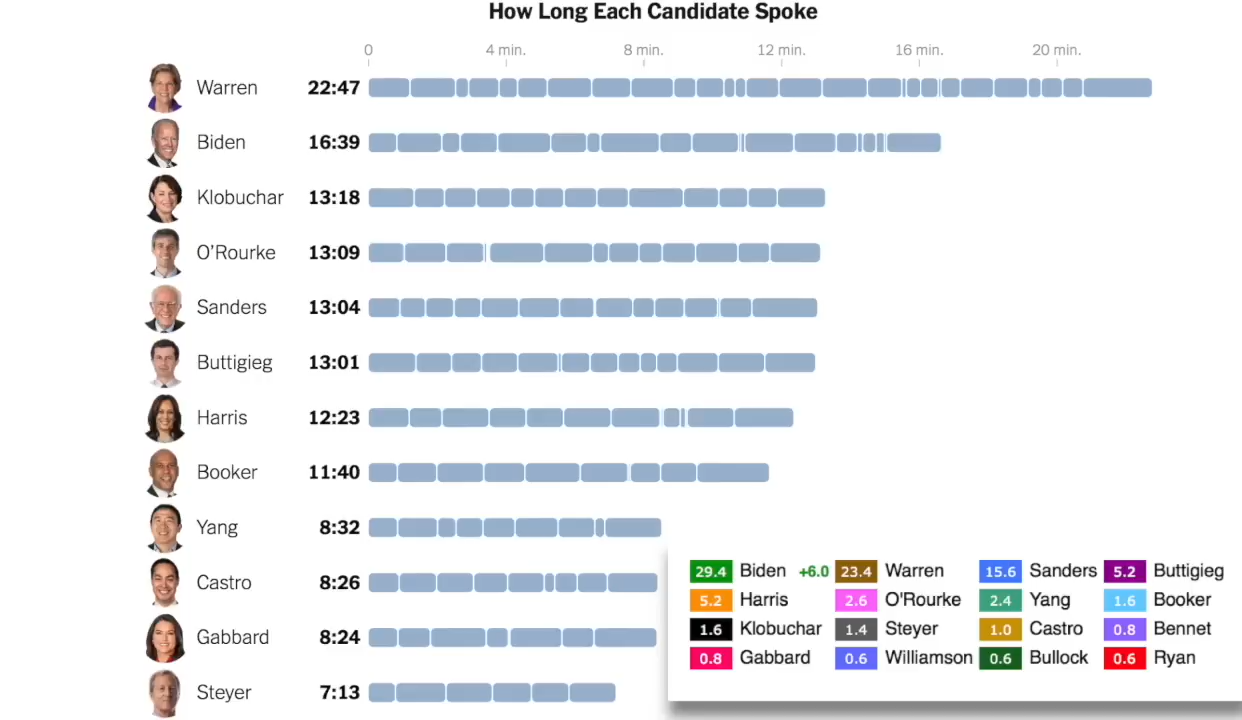 How Long Each Candidate Spoke
0 4 min. 8 min. 12 min. 16 min. 20 min.
Warren 22:47
Biden 16:39
Klobuchar 13:18
O’Rourke 13:09
Sanders 13:04
Buttigieg 13:01
Harris 12:23
Booker 11:40
Yang 8:32
Castro 8:26
Gabbard 8:24
Steyer 7:13
29.4 Biden +6.0 23.4 Warren 15.6 Sanders 5.2 Buttigieg
5.2 Harris 2.6 O'Rourke 2.4 Yang 1.6 Booker
1.6 Klobuchar 1.4 Steyer 1.0 Castro 0.8 Bennet
0.8 Gabbard 0.6 Williamson 0.6 Bullock 0.6 Ryan